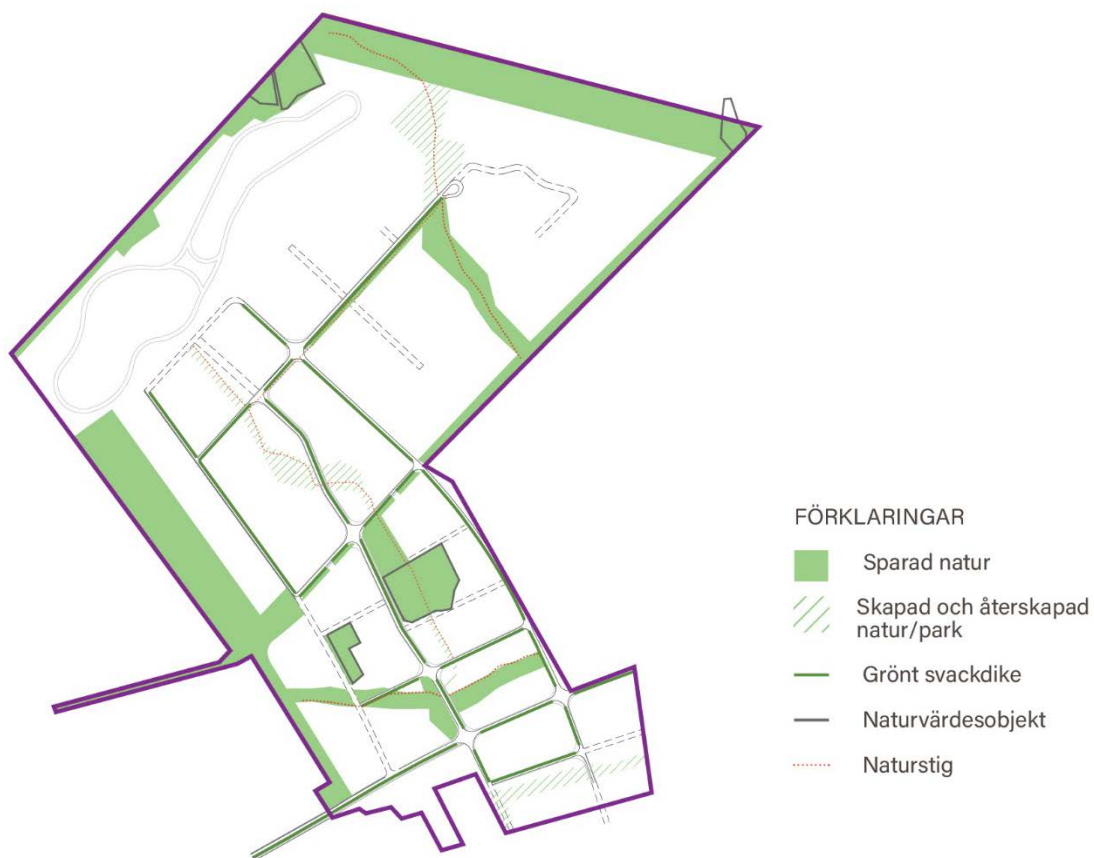 FÖRKLARINGAR
Sparad natur
Skapad och återskapad
natur/park
Grönt svackdike
Naturvärdesobjekt
Naturstig